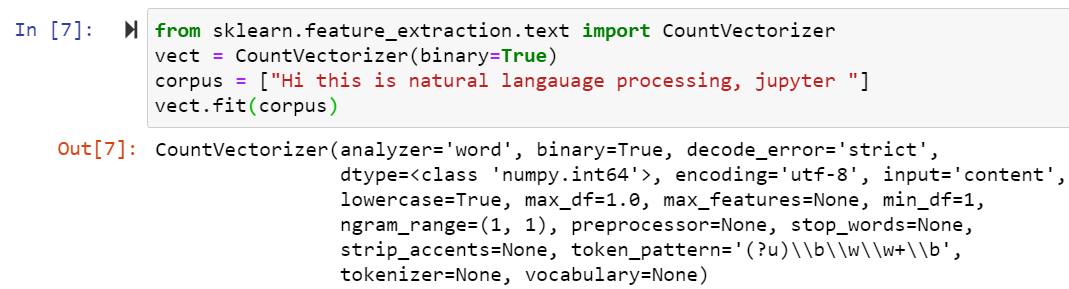 In [7]: from sklearn.feature_extraction.text import CountVectorizer
vect = CountVectorizer(binary=True)
corpus = ["Hi this is natural langauage processing, jupyter "]
vect.fit(corpus)
Out[7]: CountVectorizer(analyzer='word', binary=True, decode_error='strict',
dtype=<class 'numpy.int64'>, encoding='utf-8', input='content',
lowercase=True, max_df=1.0, max_features=None, min_df=1,
ngram_range=(1, 1), preprocessor=None, stop_words=None,
strip_accents=None, token_pattern='(?u)\\b\\w\\w+\\b',
tokenizer=None, vocabulary=None)